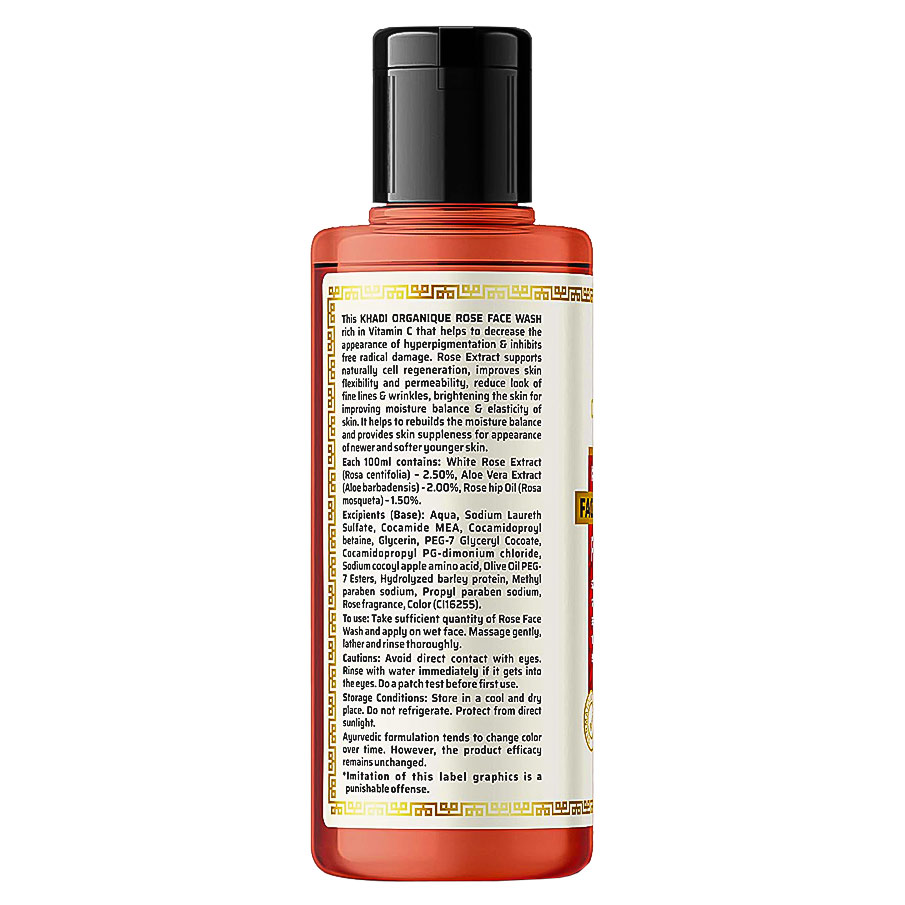 This KHADI ORGANIQUE ROSE FACE WASH
rich in Vitamin C that helps to decrease the
appearance of hyperpigmentation & inhibits
free radical damage. Rose Extract supports
naturally cell regeneration, improves skin
flexibility and permeability, reduce look of
fine lines & wrinkles, brightening the skin for
improving moisture balance & elasticity of
skin. It helps to rebuilds the moisture balance
and provides skin suppleness for appearance
of newer and softer younger skin.
Each 100ml contains: White Rose Extract
(Rosa centifolia) - 2.50%, Aloe Vera Extract
(Aloe barbadensis) - 2.00%, Rose hip Oil (Rosa
mosqueta) - 1.50%.
Excipients (Base): Aqua, Sodium Laureth
Sulfate, Cocamide MEA, Cocamidoproyl
betaine, Glycerin, PEG-7 Glyceryl Cocoate,
Cocamidopropyl PG-dimonium chloride,
Sodium cocoyl apple amino acid, Olive Oil PEG-
7 Esters, Hydrolyzed barley protein, Methyl
paraben sodium, Propyl paraben sodium,
Rose fragrance, Color (CI16255).
To use: Take sufficient quantity of Rose Face
Wash and apply on wet face. Massage gently,
lather and rinse thoroughly.
Cautions: Avoid direct contact with eyes.
Rinse with water immediately if it gets into
the eyes. Do a patch test before first use.
Storage Conditions: Store in a cool and dry
place. Do not refrigerate. Protect from direct
sunlight.
Ayurvedic formulation tends to change color
over time. However, the product efficacy
remains unchanged.
*Imitation of this label graphics is a
punishable offense.